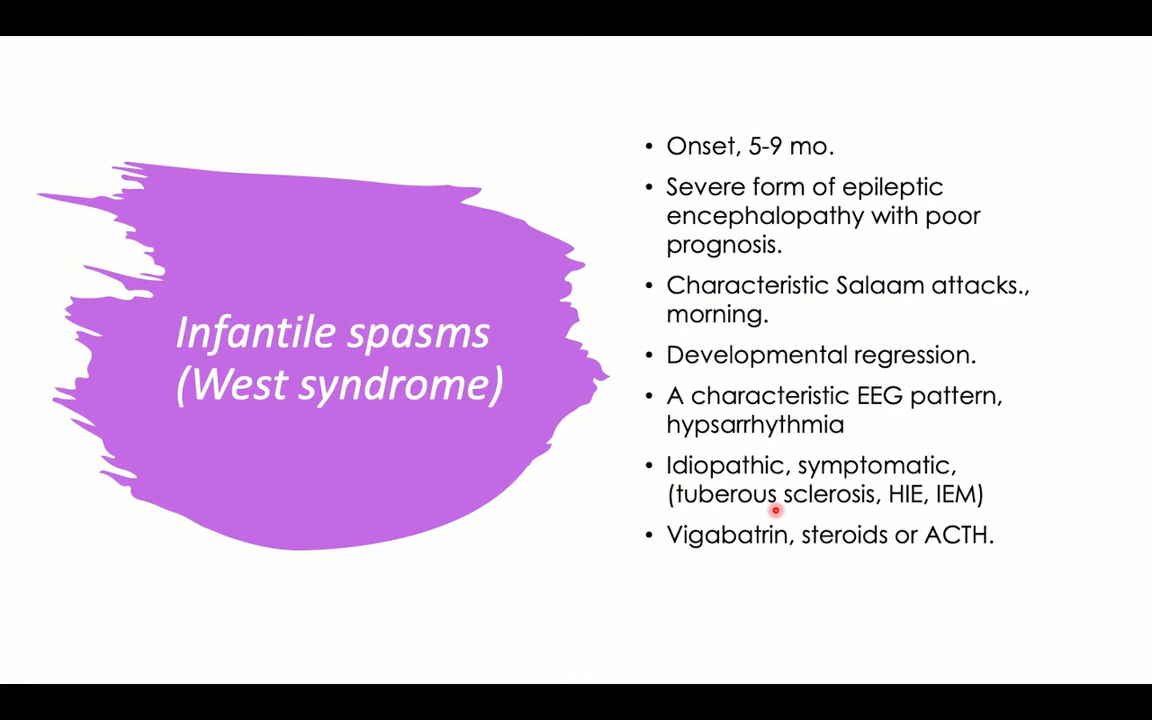 Infantile spasms
(West syndrome)
• Onset, 5-9 mo.
• Severe form of epileptic
encephalopathy with poor
prognosis.
• Characteristic Salaam attacks.,
morning.
• Developmental regression.
• A characteristic EEG pattern,
hypsarrhythmia
• Idiopathic, symptomatic,
(tuberous sclerosis, HIE, IEM)
• Vigabatrin, steroids or ACTH.